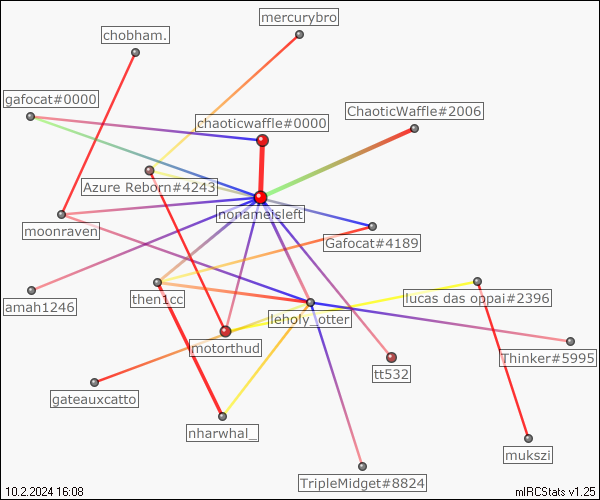 mercurybro
chobham.
gafocat#0000
ChaoticWaffle#2006
chaoticwaffle#0000
Azure Reborn#4243
nonameisleft
moonraven
Gafocat#4189
amah1246
then1cc
lucas das oppai#2396
leholy_otter
motorthud
Thinker#5995
tt532
gateauxcatto
nharwhal_
mukszi
TripleMidget#8824
10.2.2024 16:08
mIRCStats v1.25